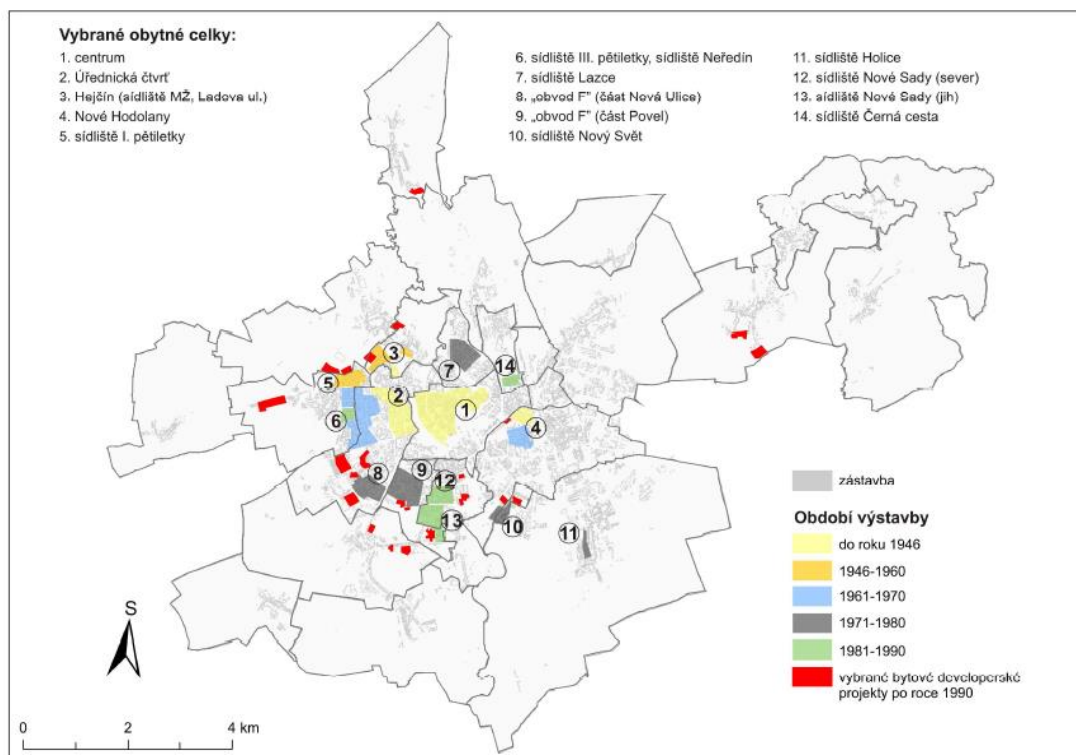 Vybrané obytné celky:
1. centrum
2. Úřednická čtvrť
3. Hejčín (sídliště MŽ, Ladova ul.)
4. Nové Hodolany
5. sídliště I. pětiletky
6. sídliště III. pětiletky, sídliště Neředín
7. sídliště Lazce
8. „obvod F" (část Nová Ulice)
9. „obvod F" (část Povel)
10. sídliště Nový Svět
11. sídliště Holice
12. sídliště Nové Sady (sever)
13. sídliště Nové Sady (jih)
14. sídliště Černá cesta
3
5
7
14
2
1
6
4
8
9
12
13
10
11
zástavba
Období výstavby
do roku 1946
1946-1960
1961-1970
1971-1980
1981-1990
vybrané bytové developerské
projekty po roce 1990
S
0 2 4 km